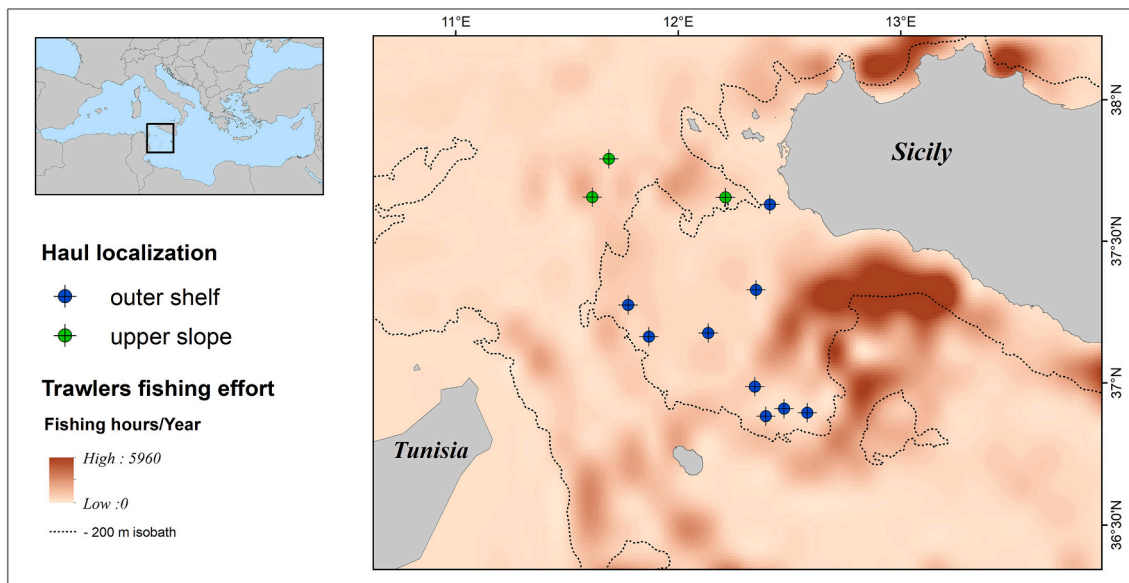 11°E
12°E
13°E
Haul localization
outer shelf
upper slope
Trawlers fishing effort
Fishing hours/Year
High : 5960
Low :0
- 200 m isobath
Sicily
Tunisia
38°N
37°30'N
37°N
36°30'N